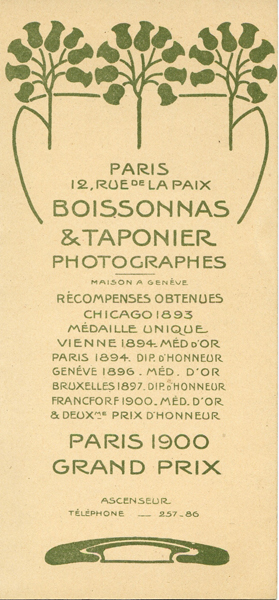 PARIS
12, RUE DE LA PAIX
BOISSONNAS
& TAPONIER
PHOTOGRAPHES
MAISON A GENÈVE
RÈCOMPENSES OBTENUES
CHICAGO 1893
MÉDAILLE UNIQUE
VIENNE 1894. MÉD D'OR
PARIS 1894. DIP. D'HONNEUR
GENÉVE 1896. MÉD. D'OR
BRUXELLES 1897. DIP. D'HONNEUR
FRANCFORT 1900. MÉD. D'OR
& DEUXME PRIX D'HONNEUR
PARIS 1900
GRAND PRIX
ASCENSEUR
TÉLÉPHONE — 257-86